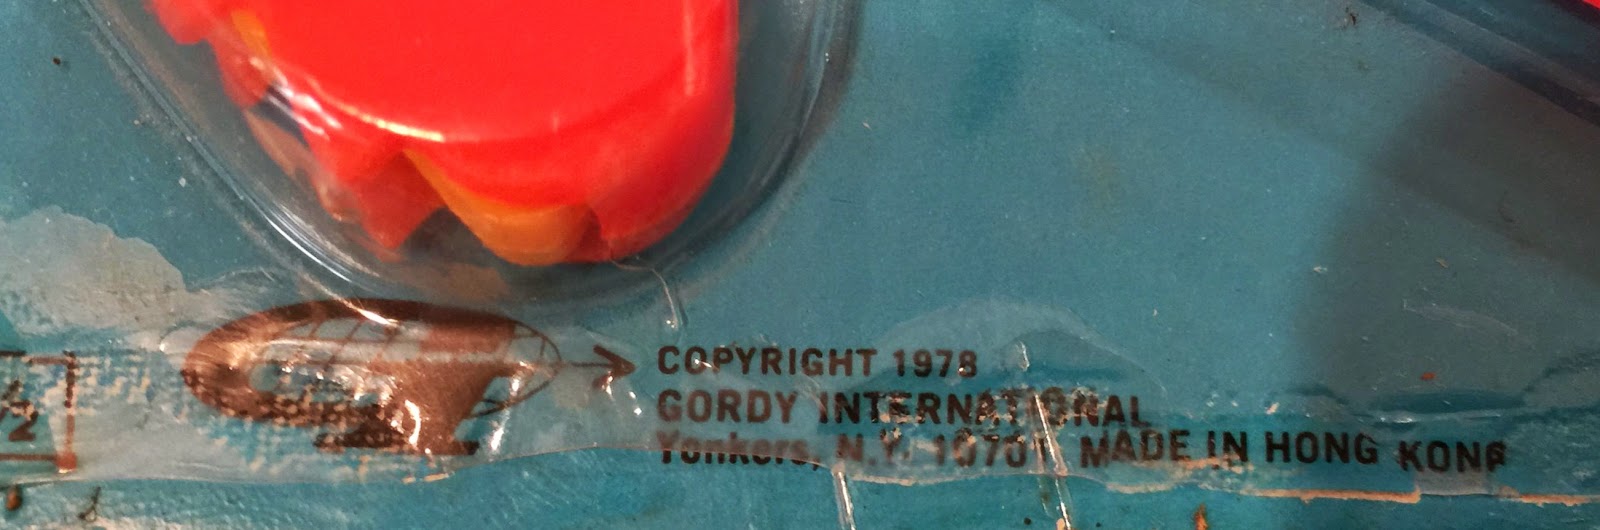 COPYRIGHT 1978
GORDY INTERNATIONAL
Yonkers, N.Y. 10701 MADE IN HONG KONG